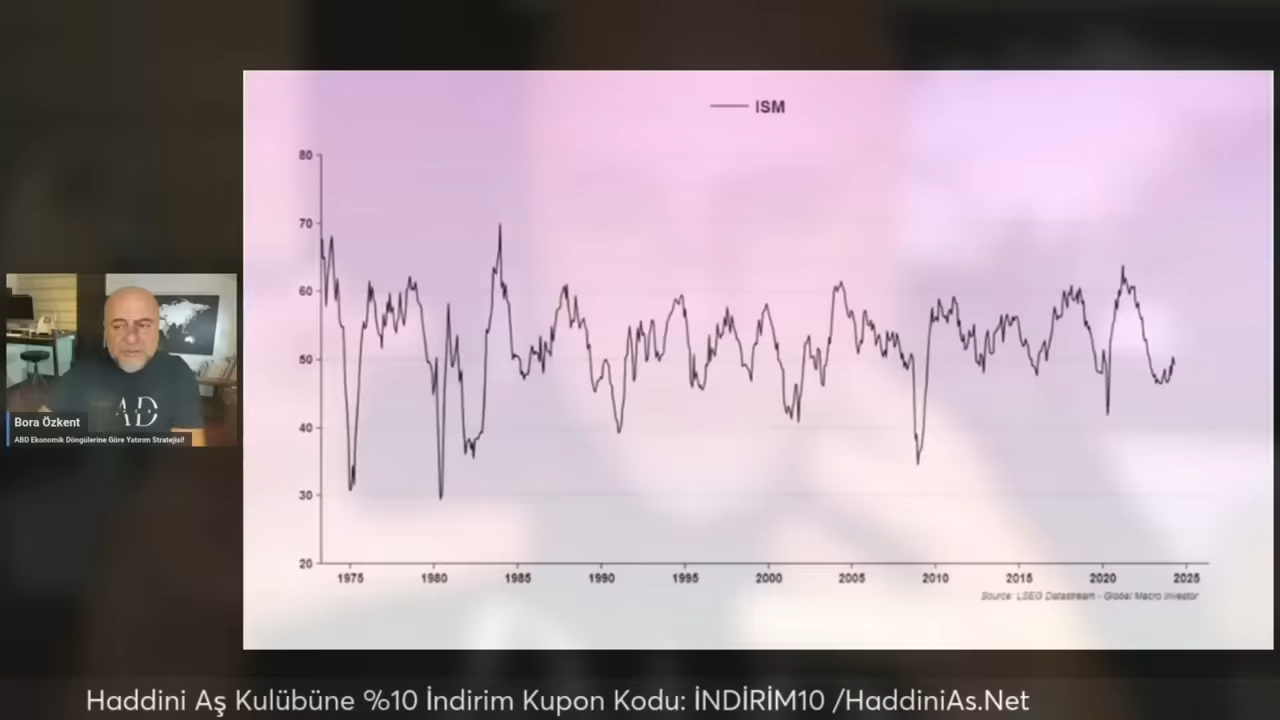 ISM
80
70
60
50
40
30
20
1975 1980 1985 1990 1995 2000 2005 2010 2015 2020 2025
Source: LSEG Datastream - Global Macro Investor
AD
Bora Özkent
ABD Ekonomik Döngülerine Göre Yatırım Stratejisi!
Haddini Aş Kulübüne %10 İndirim Kupon Kodu: İNDİRİM10 /HaddiniAs.Net